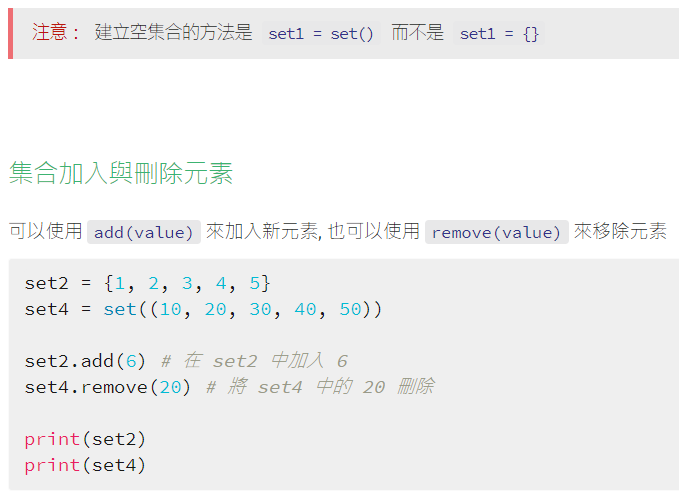 注意： 建立空集合的方法是 set1 = set() 而不是 set1 = {}
集合加入與刪除元素
可以使用 add(value) 來加入新元素, 也可以使用 remove(value) 來移除元素
set2 = {1, 2, 3, 4, 5}
set4 = set((10, 20, 30, 40, 50))
set2.add(6) # 在 set2 中加入 6
set4.remove(20) # 將 set4 中的 20 刪除
print(set2)
print(set4)